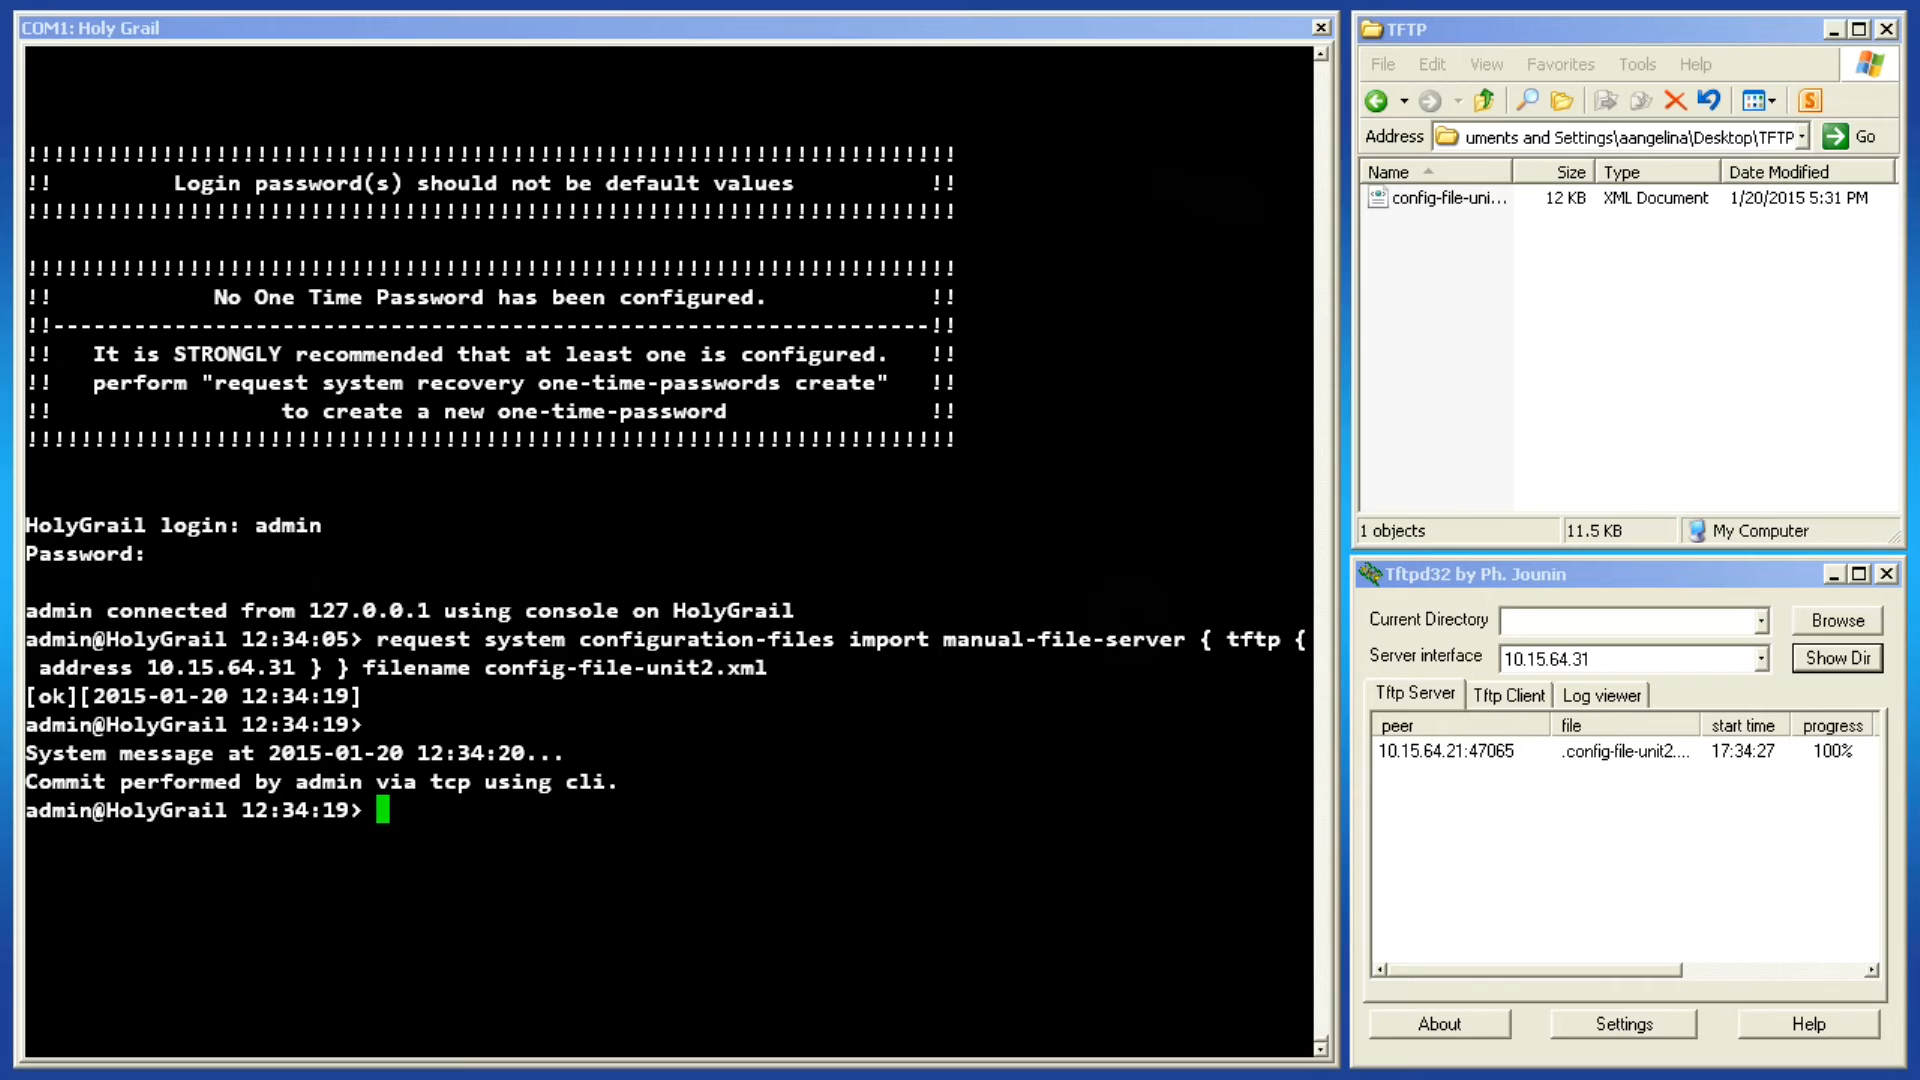 COM1: Holy Grail
!!!!!!!!!!!!!!!!!!!!!!!!!!!!!!!!!!!!!!!!!!!!!!!!!!!!!!!!!!!!!!!!!!!!!
!! Login password(s) should not be default values !!
!!!!!!!!!!!!!!!!!!!!!!!!!!!!!!!!!!!!!!!!!!!!!!!!!!!!!!!!!!!!!!!!!!!!!
!!!!!!!!!!!!!!!!!!!!!!!!!!!!!!!!!!!!!!!!!!!!!!!!!!!!!!!!!!!!!!!!!!!!!
!! No One Time Password has been configured. !!
!!-----------------------------------------------------------------!!
!! It is STRONGLY recommended that at least one is configured. !!
!! perform "request system recovery one-time-passwords create" !!
!! to create a new one-time-password !!
!!!!!!!!!!!!!!!!!!!!!!!!!!!!!!!!!!!!!!!!!!!!!!!!!!!!!!!!!!!!!!!!!!!!!
HolyGrail login: admin
Password:
admin connected from 127.0.0.1 using console on HolyGrail
admin@HolyGrail 12:34:05> request system configuration-files import manual-file-server { tftp {
address 10.15.64.31 } } filename config-file-unit2.xml
[ok][2015-01-20 12:34:19]
admin@HolyGrail 12:34:19>
System message at 2015-01-20 12:34:20...
Commit performed by admin via tcp using cli.
admin@HolyGrail 12:34:19>
TFTP
File Edit View Favorites Tools Help
Address uments and Settings\aangelina\Desktop\TFTP Go
Name Size Type Date Modified
config-file-uni... 12 KB XML Document 1/20/2015 5:31 PM
1 objects 11.5 KB My Computer
Tftpd32 by Ph. Jounin
Current Directory Browse
Server interface 10.15.64.31 Show Dir
Tftp Server Tftp Client Log viewer
peer file start time progress
10.15.64.21:47065 .config-file-unit2.... 17:34:27 100%
About Settings Help